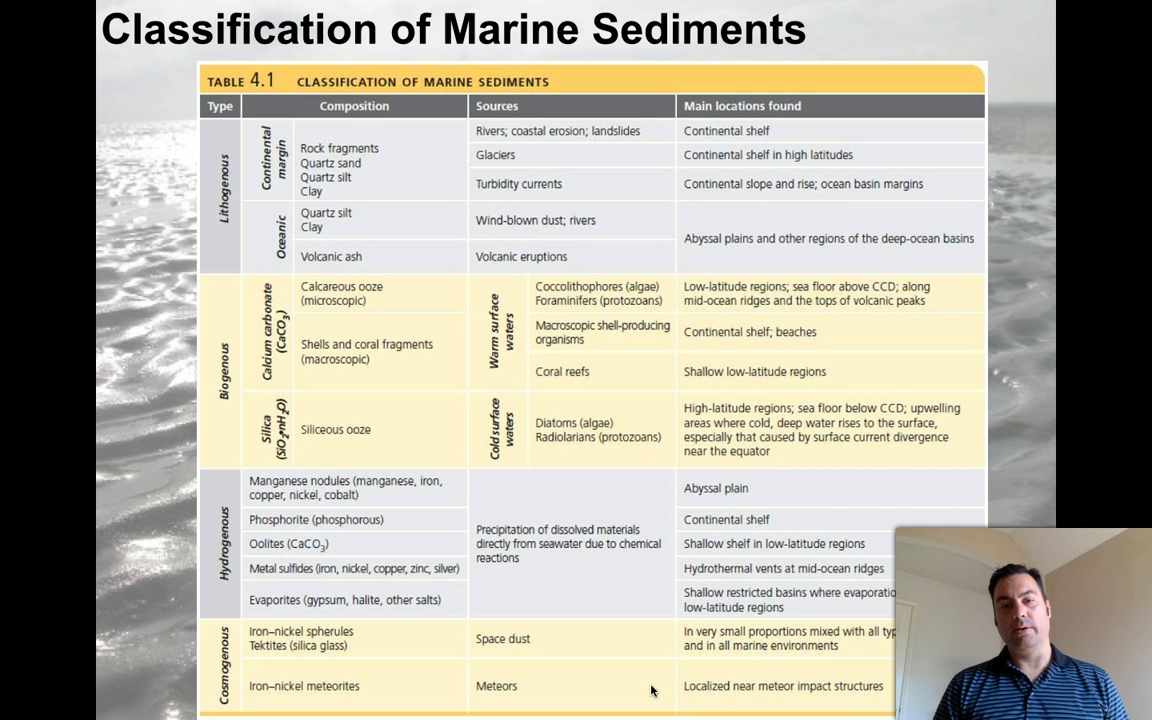 Classification of Marine Sediments
TABLE 4.1 CLASSIFICATION OF MARINE SEDIMENTS
Type Composition Sources Main locations found
Lithogenous
Continental
margin
Rock fragments
Quartz sand
Quartz silt
Clay
Rivers; coastal erosion; landslides
Continental shelf
Glaciers
Continental shelf in high latitudes
Turbidity currents
Continental slope and rise; ocean basin margins
Oceanic
Quartz silt
Clay
Wind-blown dust; rivers
Abyssal plains and other regions of the deep-ocean basins
Volcanic ash
Volcanic eruptions
Biogenous
Calcium carbonate
(CaCO₃)
Calcareous ooze
(microscopic)
Warm surface
waters
Coccolithophores (algae)
Foraminifers (protozoans)
Low-latitude regions; sea floor above CCD; along
mid-ocean ridges and the tops of volcanic peaks
Shells and coral fragments
(macroscopic)
Macroscopic shell-producing
organisms
Continental shelf; beaches
Coral reefs
Shallow low-latitude regions
Silica
(SiO₂•nH₂O)
Siliceous ooze
Cold surface
waters
Diatoms (algae)
Radiolarians (protozoans)
High-latitude regions; sea floor below CCD; upwelling
areas where cold, deep water rises to the surface,
especially that caused by surface current divergence
near the equator
Hydrogenous
Manganese nodules (manganese, iron,
copper, nickel, cobalt)
Precipitation of dissolved materials
directly from seawater due to chemical
reactions
Abyssal plain
Phosphorite (phosphorous)
Continental shelf
Oolites (CaCO₃)
Shallow shelf in low-latitude regions
Metal sulfides (iron, nickel, copper, zinc, silver)
Hydrothermal vents at mid-ocean ridges
Evaporites (gypsum, halite, other salts)
Shallow restricted basins where evaporatio
low-latitude regions
Cosmogenous
Iron–nickel spherules
Tektites (silica glass)
Space dust
In very small proportions mixed with all typ
and in all marine environments
Iron–nickel meteorites
Meteors
Localized near meteor impact structures